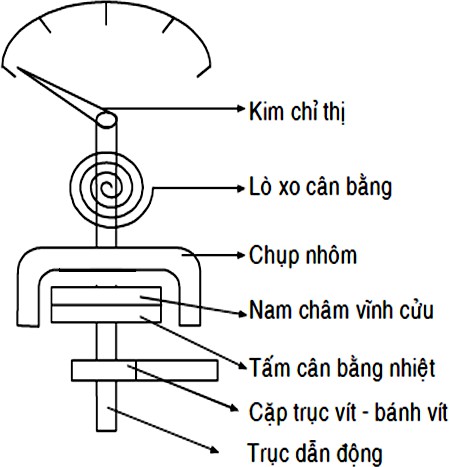 Kim chỉ thị
Lò xo cân bằng
Chụp nhôm
Nam châm vĩnh cửu
Tấm cân bằng nhiệt
Cặp trục vít - bánh vít
Trục dẫn động